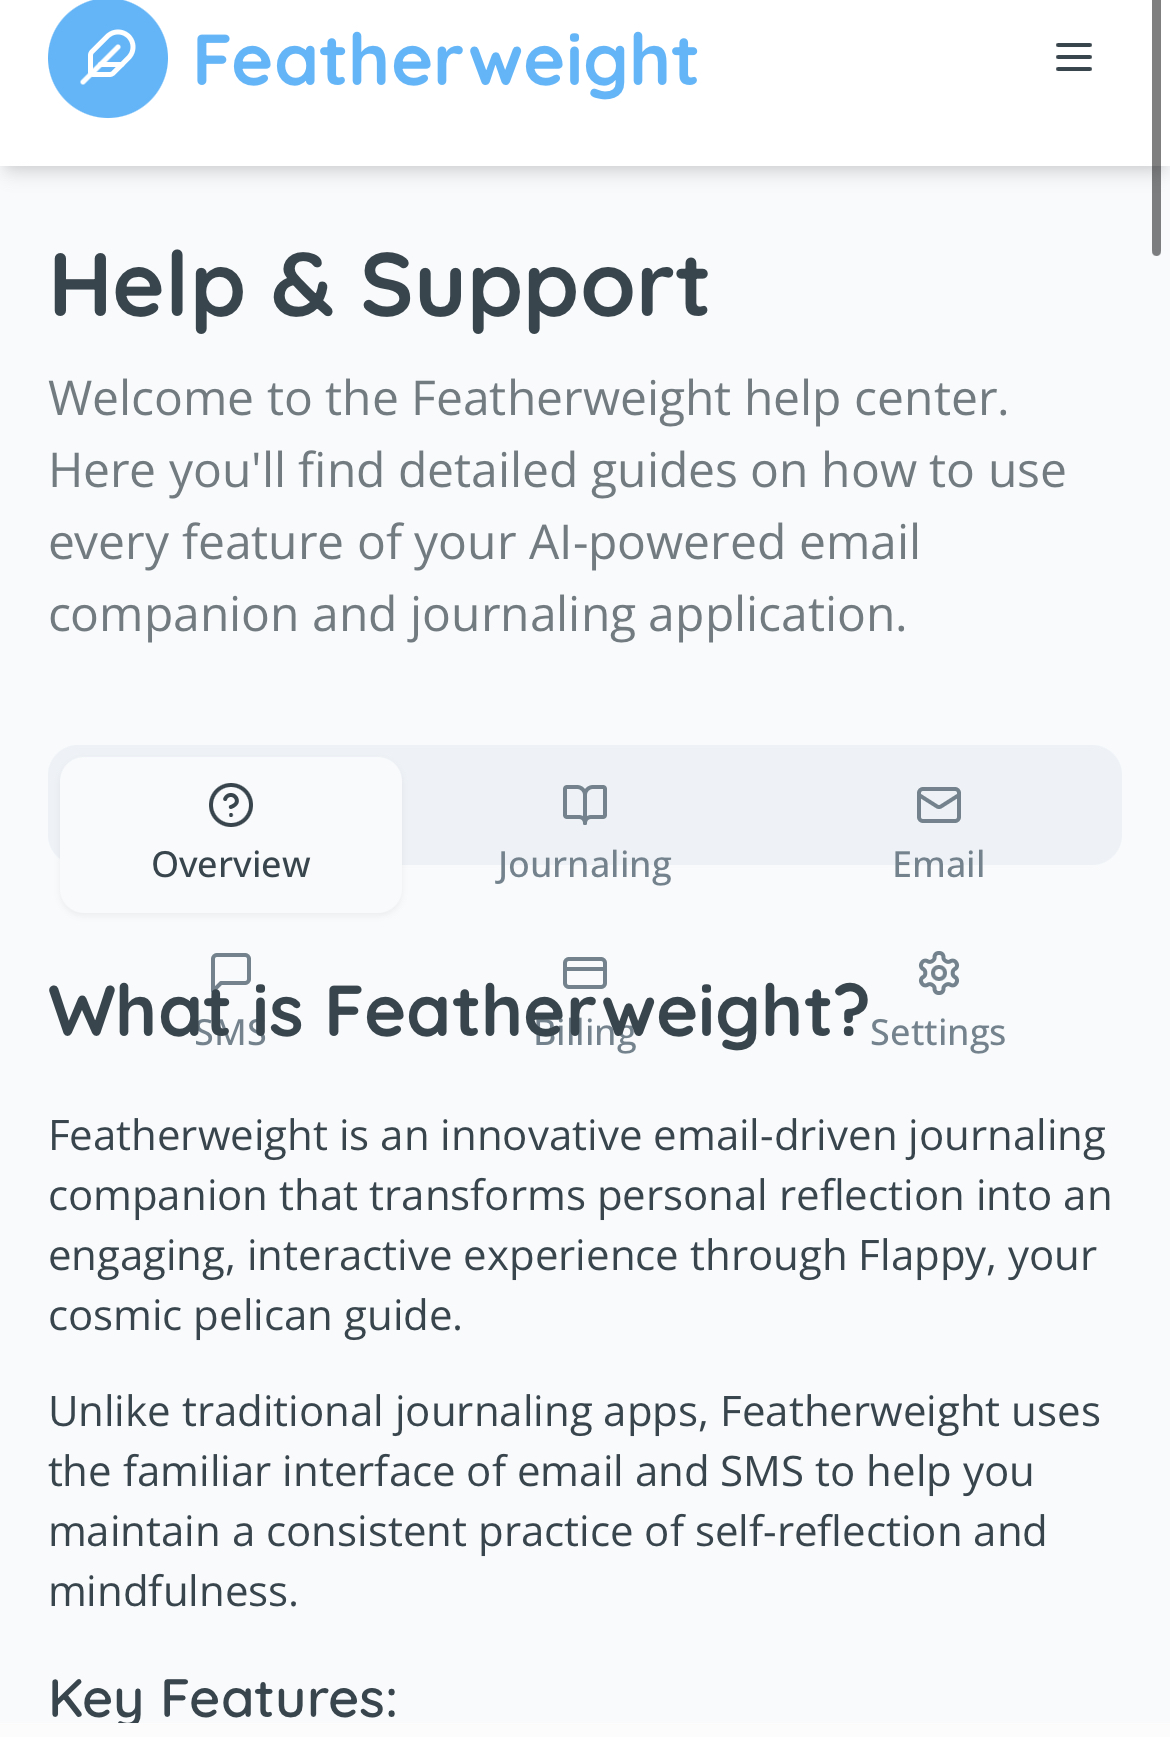 Featherweight
Help & Support
Welcome to the Featherweight help center.
Here you'll find detailed guides on how to use
every feature of your AI-powered email
companion and journaling application.
Overview
Journaling
Email
SMS
Billing
Settings
What is Featherweight?
Featherweight is an innovative email-driven journaling
companion that transforms personal reflection into an
engaging, interactive experience through Flappy, your
cosmic pelican guide.
Unlike traditional journaling apps, Featherweight uses
the familiar interface of email and SMS to help you
maintain a consistent practice of self-reflection and
mindfulness.
Key Features: